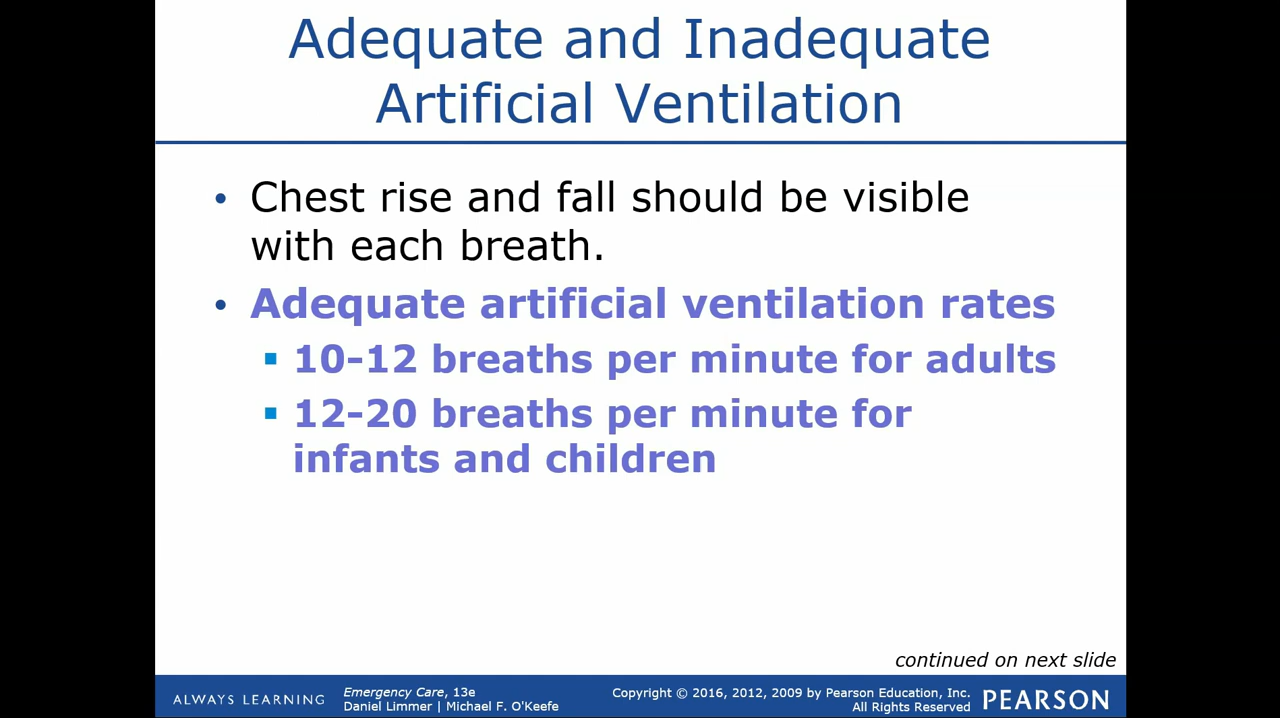 Adequate and Inadequate
Artificial Ventilation
• Chest rise and fall should be visible
with each breath.
• Adequate artificial ventilation rates
▪ 10-12 breaths per minute for adults
▪ 12-20 breaths per minute for
infants and children
continued on next slide
ALWAYS LEARNING
Emergency Care, 13e
Daniel Limmer | Michael F. O'Keefe
Copyright © 2016, 2012, 2009 by Pearson Education, Inc.
All Rights Reserved
PEARSON